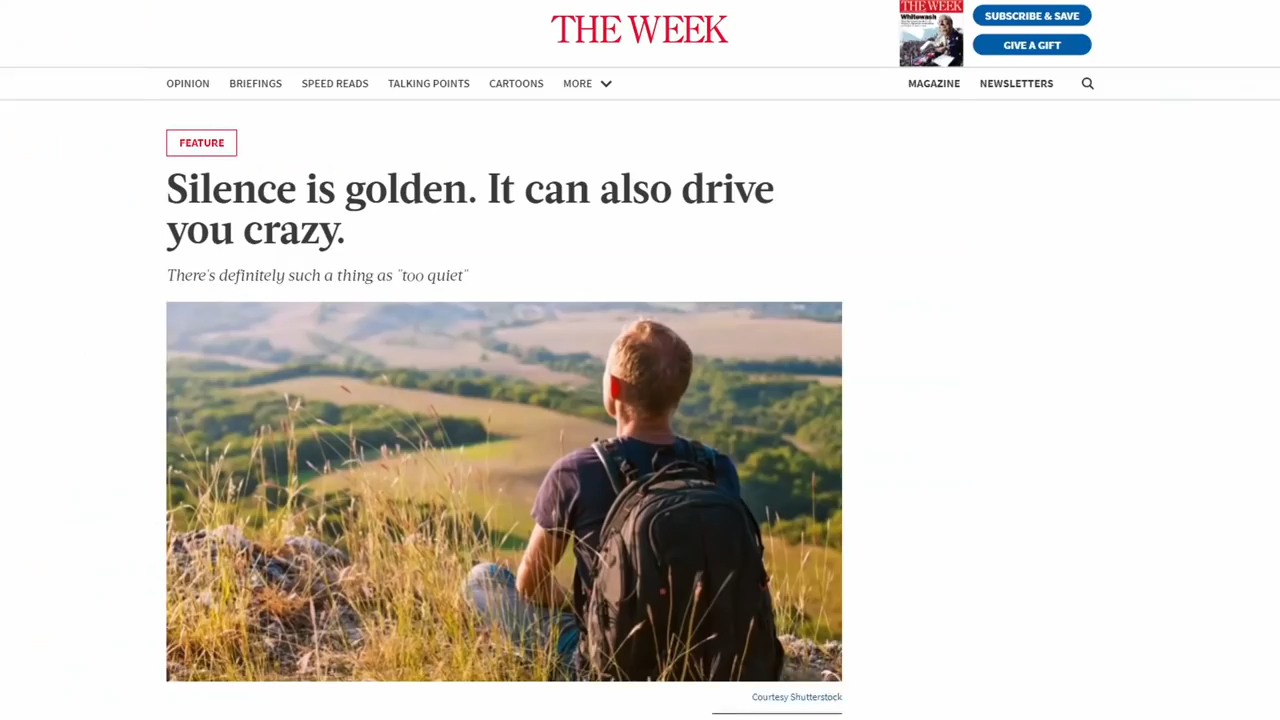 THE WEEK
THE WEEK
Whitewash
SUBSCRIBE & SAVE
GIVE A GIFT
OPINION BRIEFINGS SPEED READS TALKING POINTS CARTOONS MORE MAGAZINE NEWSLETTERS
FEATURE
Silence is golden. It can also drive
you crazy.
There's definitely such a thing as "too quiet"
Courtesy Shutterstock